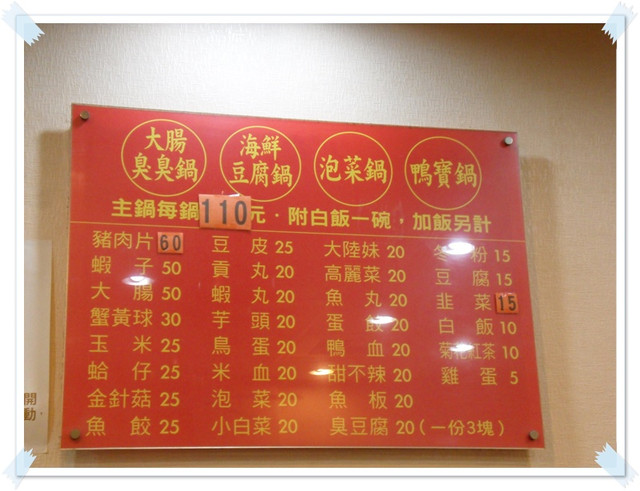 大腸
臭臭鍋
海鮮
豆腐鍋
泡菜鍋
鴨寶鍋
主鍋每鍋110元．附白飯一碗，加飯另計
豬肉片 60
蝦子 50
大腸 50
蟹黃球 30
玉米 25
蛤仔 25
金針菇 25
魚餃 25
豆皮 25
貢丸 20
蝦丸 20
芋頭 20
鳥蛋 20
米血 20
泡菜 20
小白菜 20
大陸妹 20
高麗菜 20
魚丸 20
蛋餃 20
鴨血 20
甜不辣 20
魚板 20
臭豆腐 20（一份3塊）
冬粉 15
豆腐 15
韭菜 15
白飯 10
菊花紅茶 10
雞蛋 5
開
動